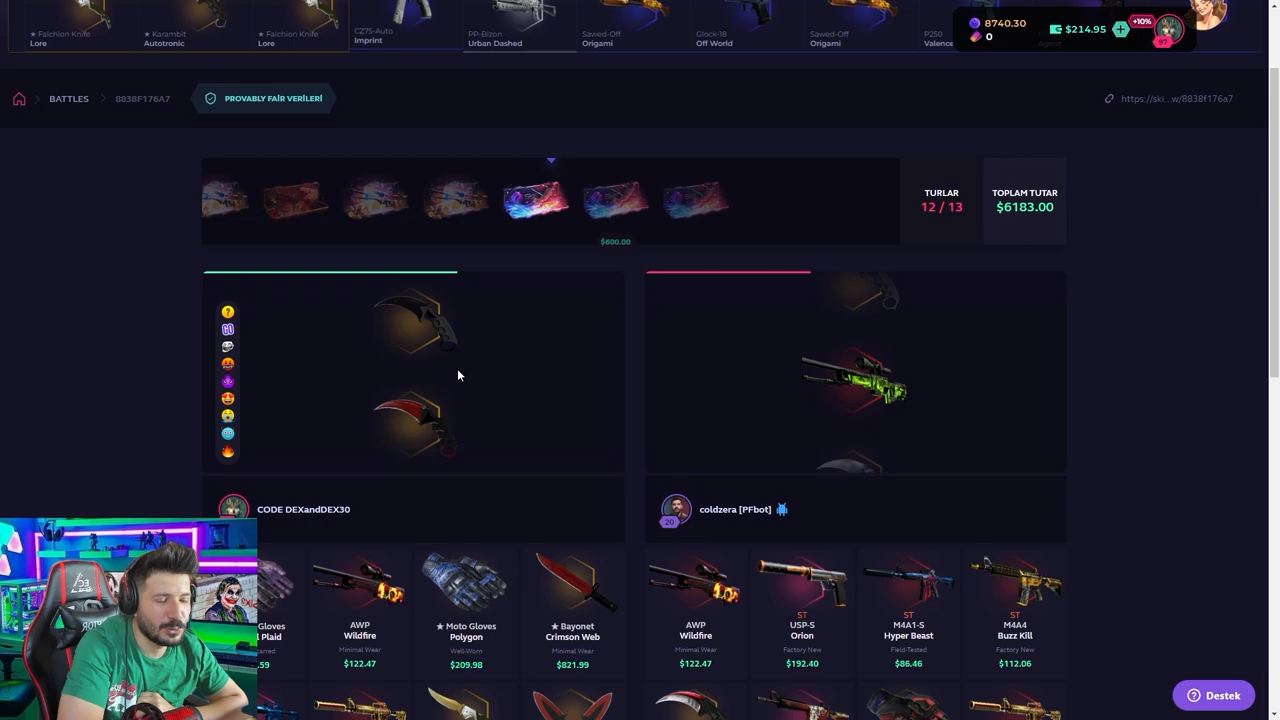 ★ Falchion Knife
Lore
★ Karambit
Autotronic
★ Falchion Knife
Lore
CZ75-Auto
Imprint
PP-Bizon
Urban Dashed
Sawed-Off
Origami
Glock-18
Off World
Sawed-Off
Origami
P250
Valence
8740.30
0
$214.95
+10%
97
BATTLES
8838F176A7
PROVABLY FAİR VERİLERİ
https://ski...w/8838f176a7
TURLAR
12 / 13
TOPLAM TUTAR
$6183.00
$600.00
?
GO
CODE DEXandDEX30
coldzera [PFbot]
20
Gloves
l Plaid
.59
AWP
Wildfire
Minimal Wear
$122.47
★ Moto Gloves
Polygon
Well-Worn
$209.98
★ Bayonet
Crimson Web
Minimal Wear
$821.99
AWP
Wildfire
Minimal Wear
$122.47
ST
USP-S
Orion
Factory New
$192.40
ST
M4A1-S
Hyper Beast
Field-Tested
$86.46
ST
M4A4
Buzz Kill
Factory New
$112.06
Destek